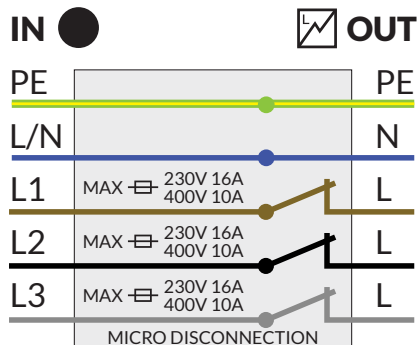 IN OUT
PE PE
L/N N
L1 MAX 230V 16A 400V 10A L
L2 MAX 230V 16A 400V 10A L
L3 MAX 230V 16A 400V 10A L
MICRO DISCONNECTION